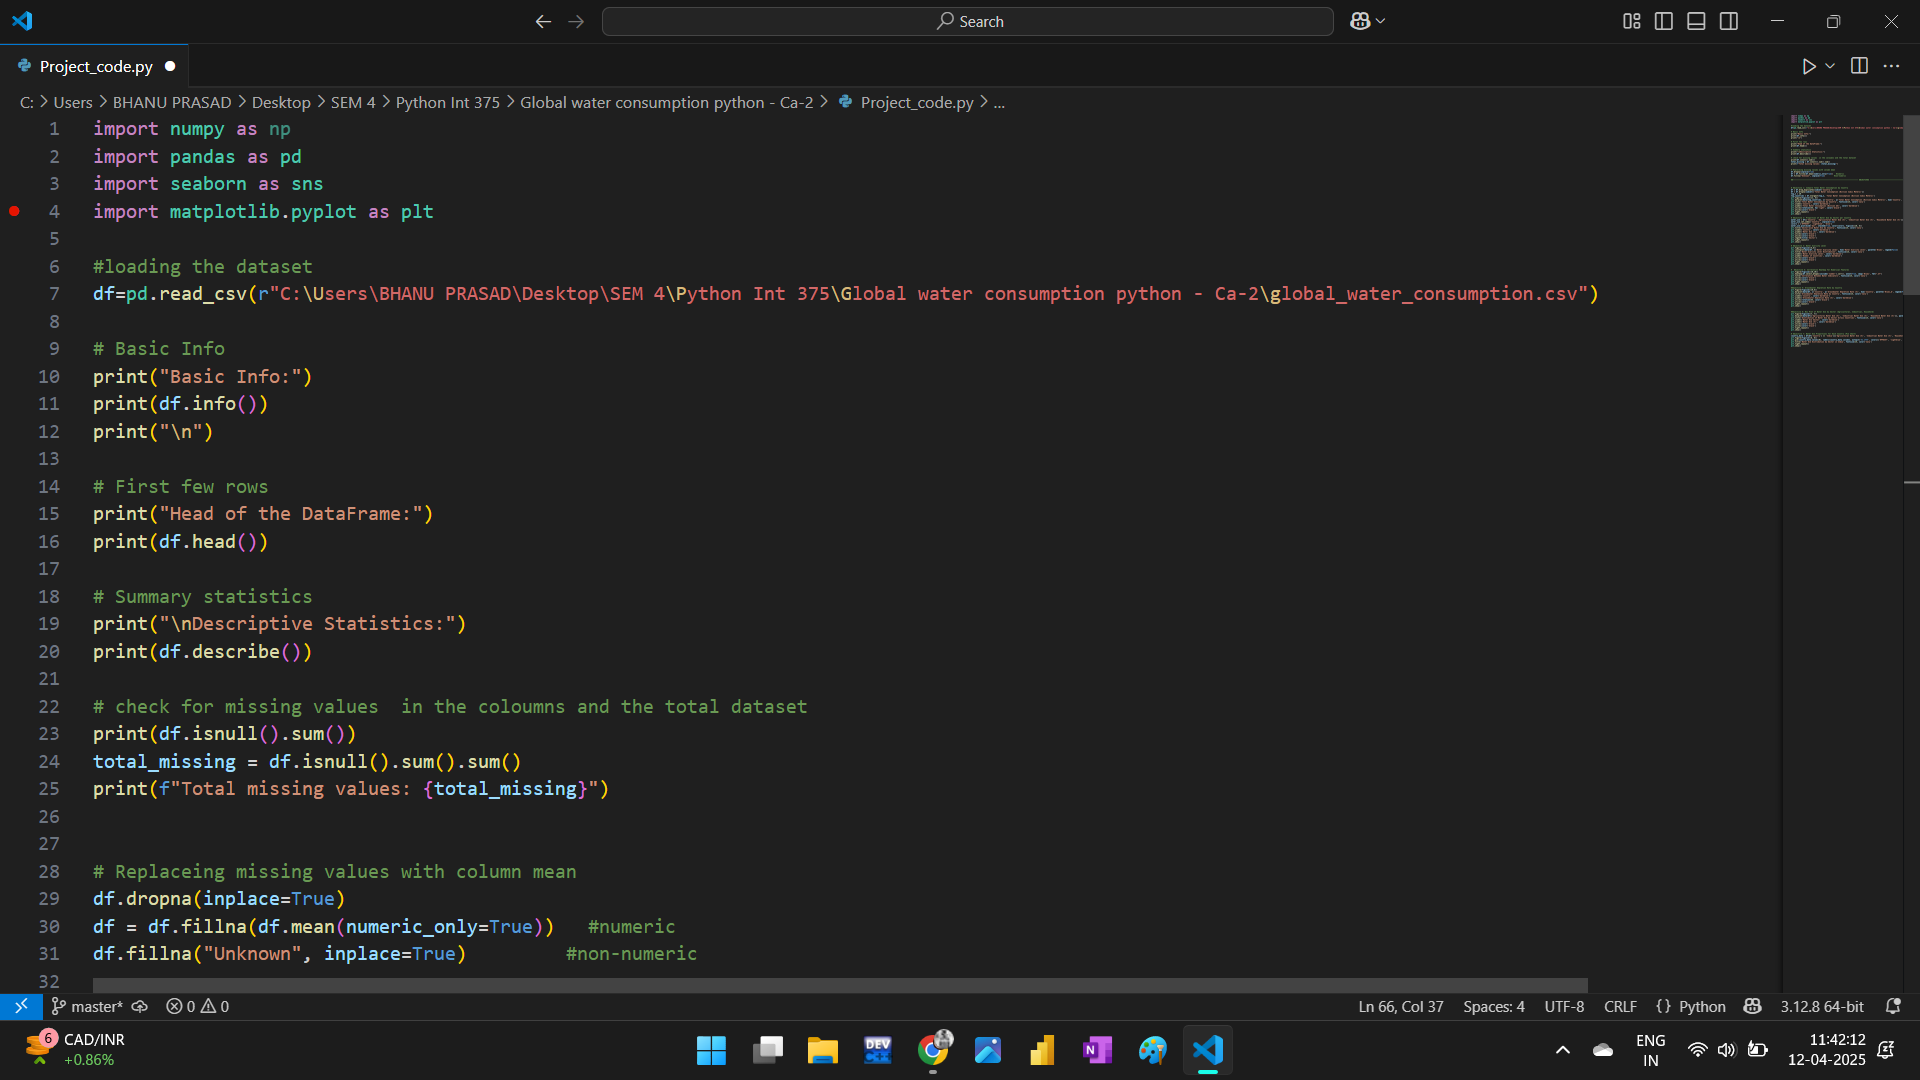 Search
Project_code.py
C: > Users > BHANU PRASAD > Desktop > SEM 4 > Python Int 375 > Global water consumption python - Ca-2 > Project_code.py > ...
1 import numpy as np
2 import pandas as pd
3 import seaborn as sns
4 import matplotlib.pyplot as plt
5
6 #loading the dataset
7 df=pd.read_csv(r"C:\Users\BHANU PRASAD\Desktop\SEM 4\Python Int 375\Global water consumption python - Ca-2\global_water_consumption.csv")
8
9 # Basic Info
10 print("Basic Info:")
11 print(df.info())
12 print("\n")
13
14 # First few rows
15 print("Head of the DataFrame:")
16 print(df.head())
17
18 # Summary statistics
19 print("\nDescriptive Statistics:")
20 print(df.describe())
21
22 # check for missing values  in the coloumns and the total dataset
23 print(df.isnull().sum())
24 total_missing = df.isnull().sum().sum()
25 print(f"Total missing values: {total_missing}")
26
27
28 # Replaceing missing values with column mean
29 df.dropna(inplace=True)
30 df = df.fillna(df.mean(numeric_only=True))   #numeric
31 df.fillna("Unknown", inplace=True)         #non-numeric
32
master* 0 0 Ln 66, Col 37 Spaces: 4 UTF-8 CRLF {} Python 3.12.8 64-bit
6 CAD/INR
+0.86%
DEV C++
N
ENG
IN
11:42:12
12-04-2025